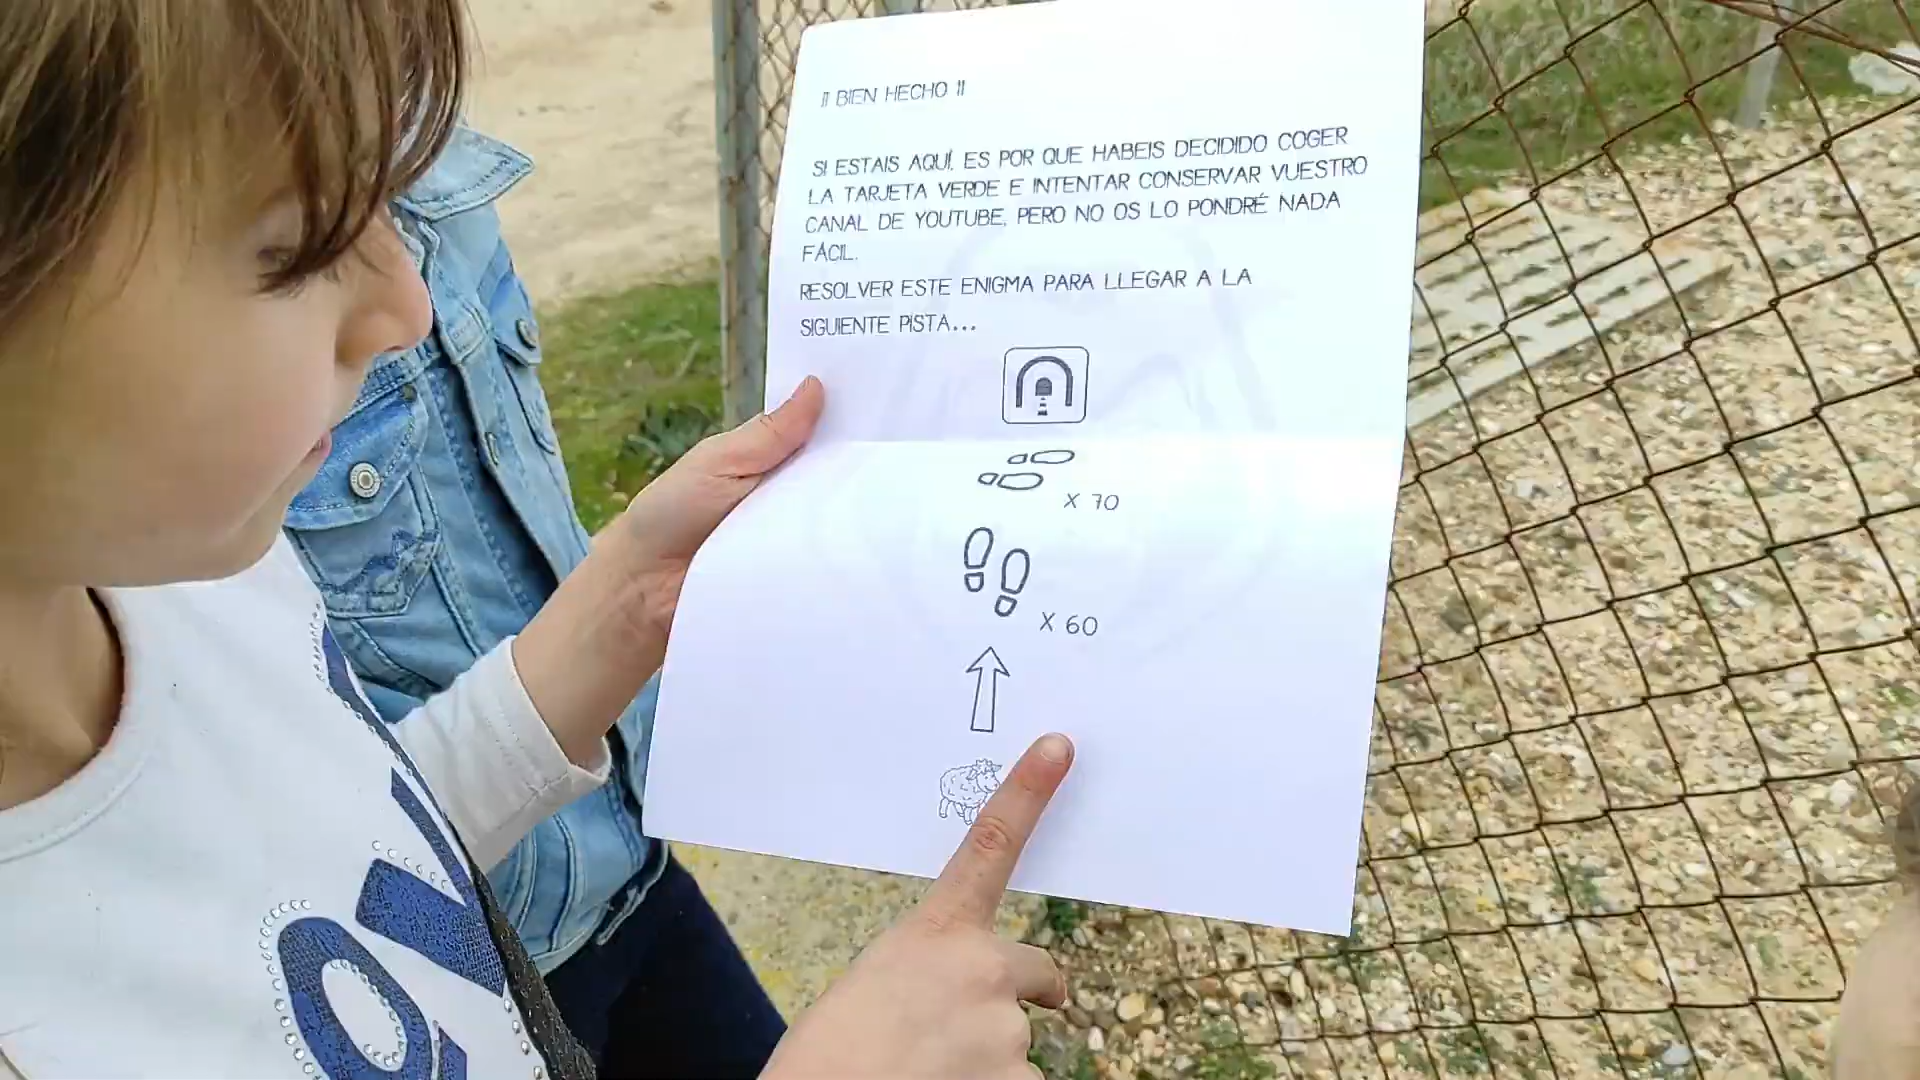 ¡¡ BIEN HECHO !!
SI ESTAIS AQUÍ, ES POR QUE HABEIS DECIDIDO COGER
LA TARJETA VERDE E INTENTAR CONSERVAR VUESTRO
CANAL DE YOUTUBE, PERO NO OS LO PONDRÉ NADA
FÁCIL.
RESOLVER ESTE ENIGMA PARA LLEGAR A LA
SIGUIENTE PISTA...
X 70
X 60